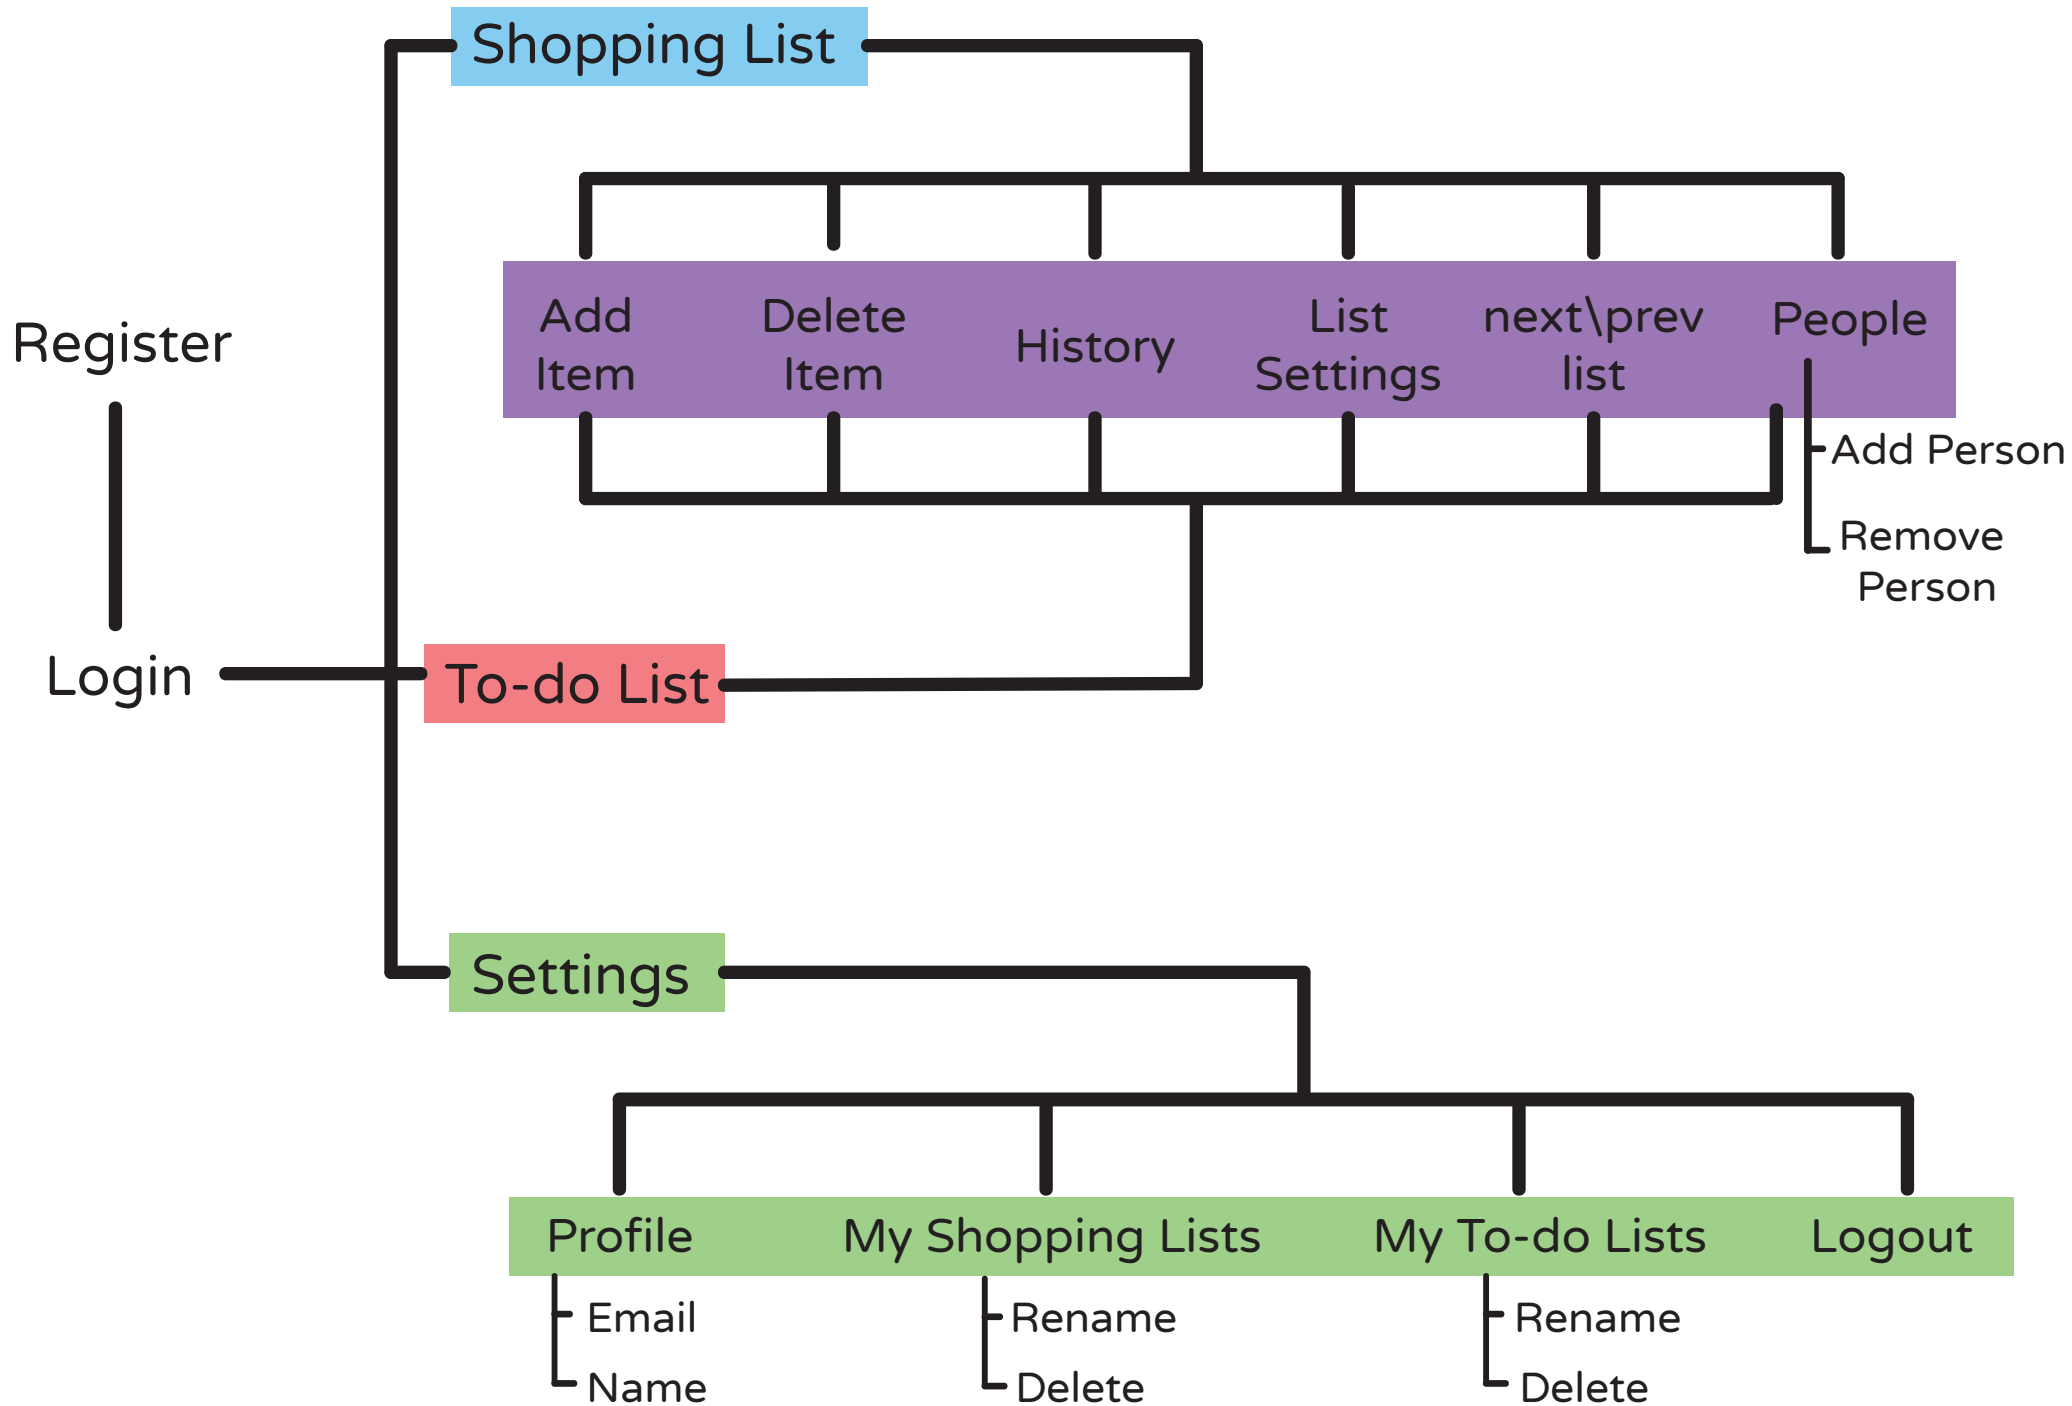 Shopping List
Add
Item
Delete
Item
History
List
Settings
next\prev
list
People
Add Person
Remove
Person
Register
Login
To-do List
Settings
Profile
My Shopping Lists
My To-do Lists
Logout
Email
Name
Rename
Delete
Rename
Delete